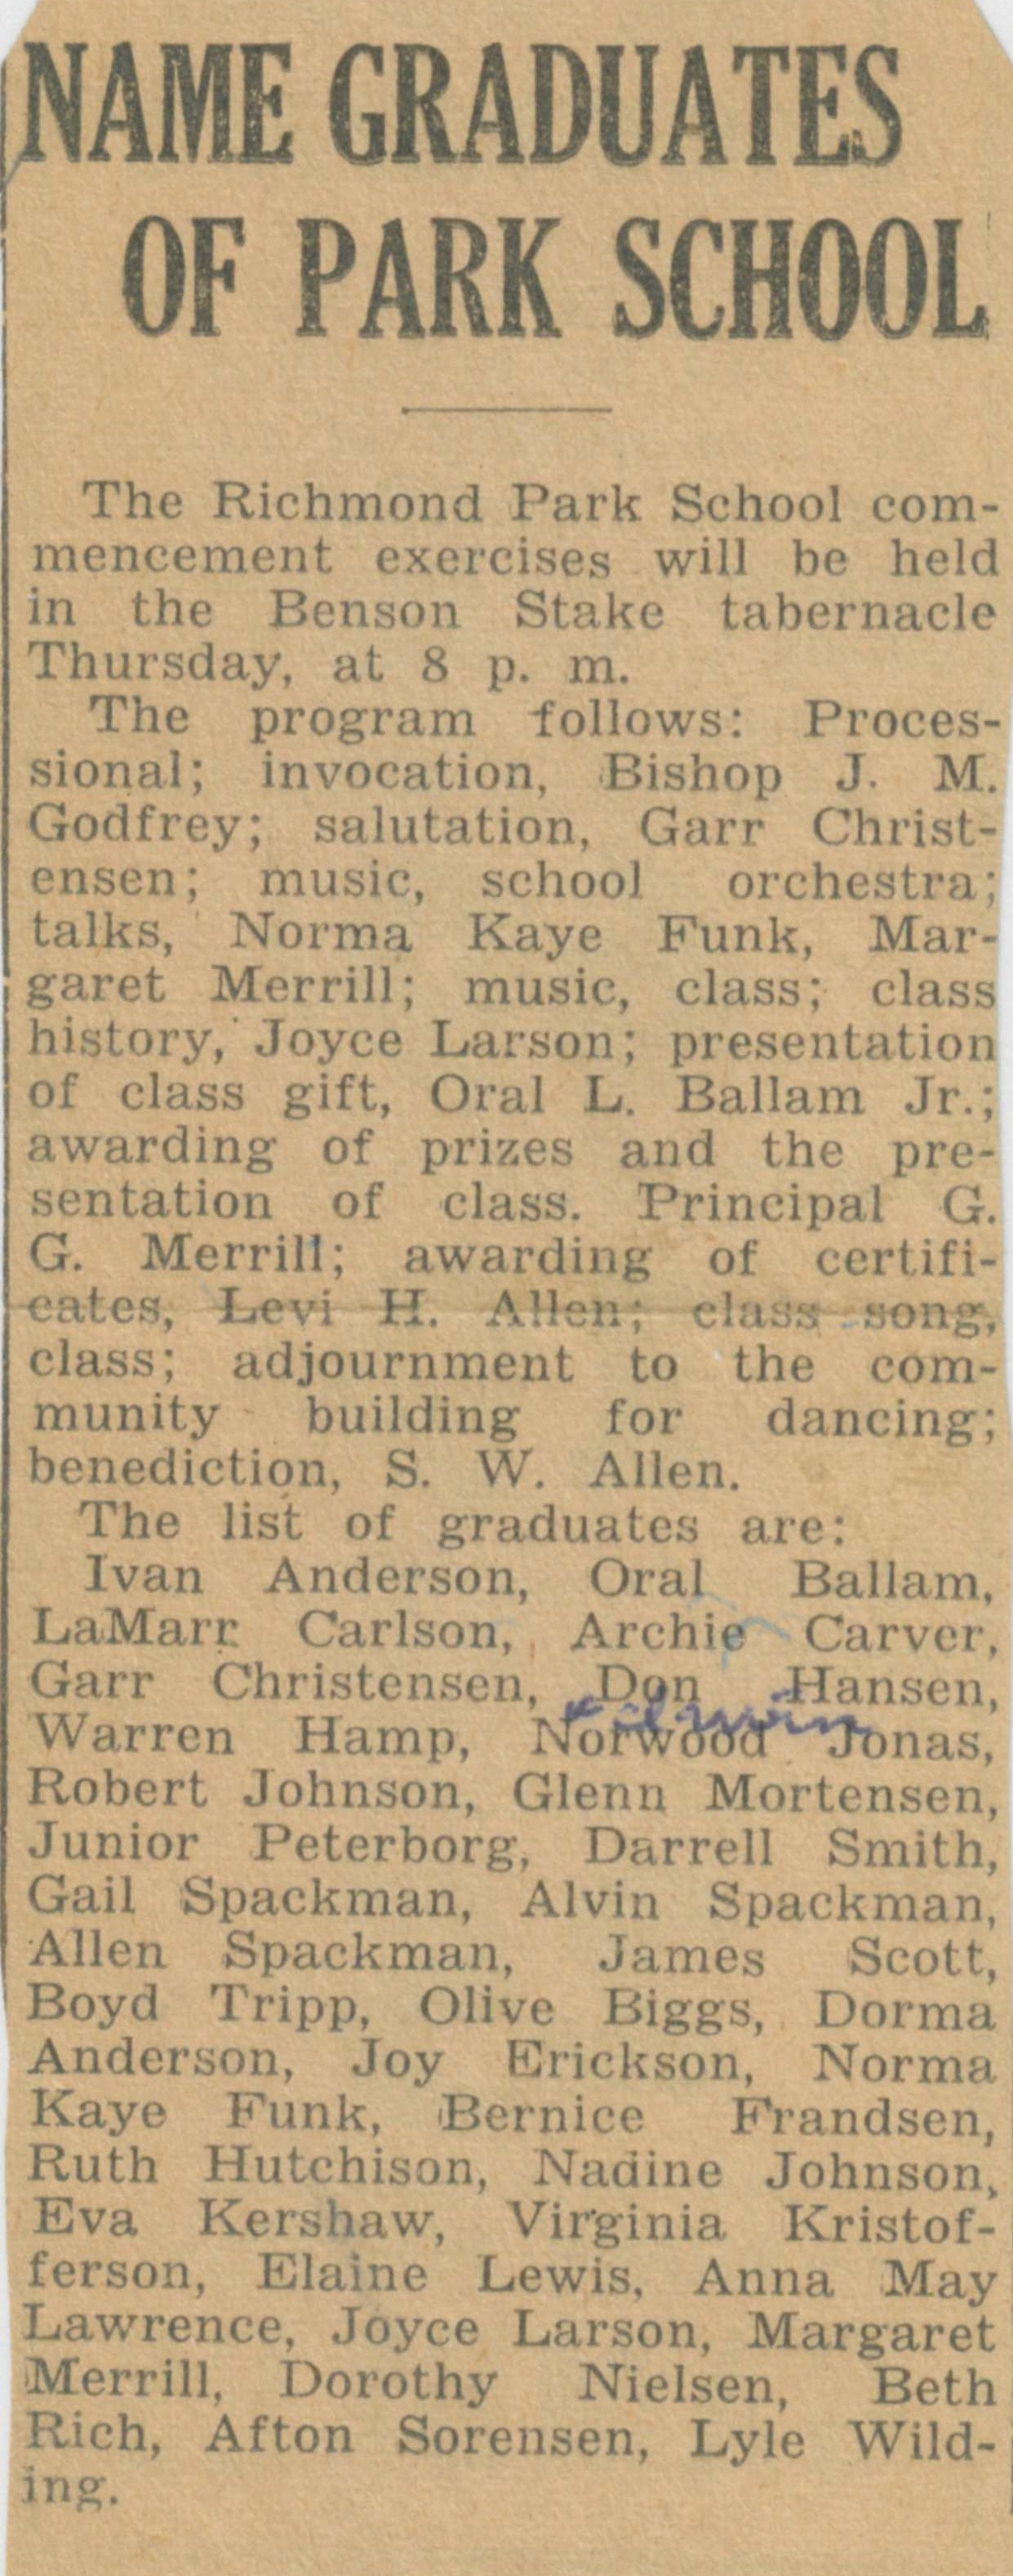 NAME GRADUATES
OF PARK SCHOOL
The Richmond Park School com-
mencement exercises will be held
in the Benson Stake tabernacle
Thursday, at 8 p. m.
The program follows: Proces-
sional; invocation, Bishop J. M.
Godfrey; salutation, Garr Christ-
ensen; music, school orchestra;
talks, Norma Kaye Funk, Mar-
garet Merrill; music, class; class
history, Joyce Larson; presentation
of class gift, Oral L. Ballam Jr.;
awarding of prizes and the pre-
sentation of class. Principal G.
G. Merrill; awarding of certifi-
cates, Levi H. Allen; class song,
class; adjournment to the com-
munity building for dancing;
benediction, S. W. Allen.
The list of graduates are:
Ivan Anderson, Oral Ballam,
LaMarr Carlson, Archie Carver,
Garr Christensen, Don Hansen,
Warren Hamp, Norwood Jonas,
Robert Johnson, Glenn Mortensen,
Junior Peterborg, Darrell Smith,
Gail Spackman, Alvin Spackman,
Allen Spackman, James Scott,
Boyd Tripp, Olive Biggs, Dorma
Anderson, Joy Erickson, Norma
Kaye Funk, Bernice Frandsen,
Ruth Hutchison, Nadine Johnson,
Eva Kershaw, Virginia Kristof-
ferson, Elaine Lewis, Anna May
Lawrence, Joyce Larson, Margaret
Merrill, Dorothy Nielsen, Beth
Rich, Afton Sorensen, Lyle Wild-
ing.